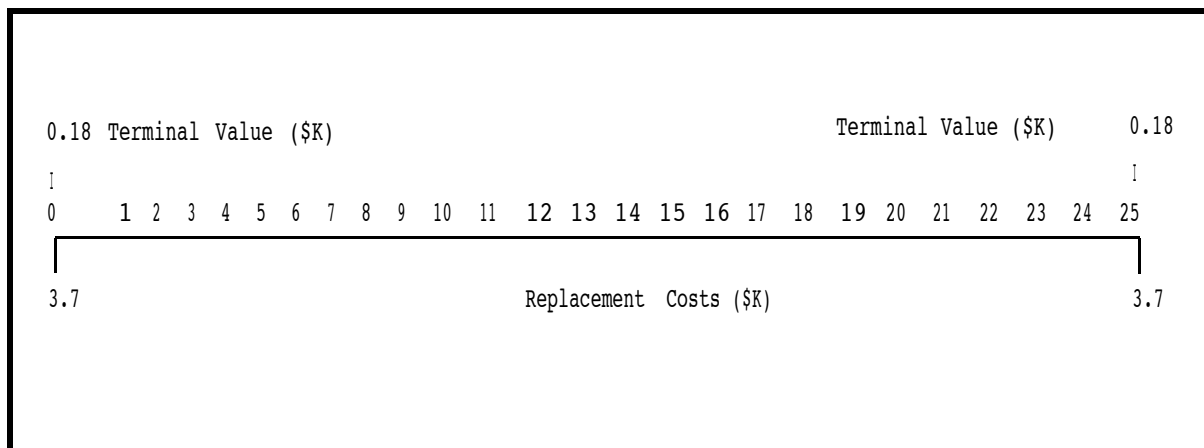 0.18 Terminal Value ($K) Terminal Value ($K) 0.18
I I
0 1 2 3 4 5 6 7 8 9 10 11 12 13 14 15 16 17 18 19 20 21 22 23 24 25
3.7 Replacement Costs ($K) 3.7